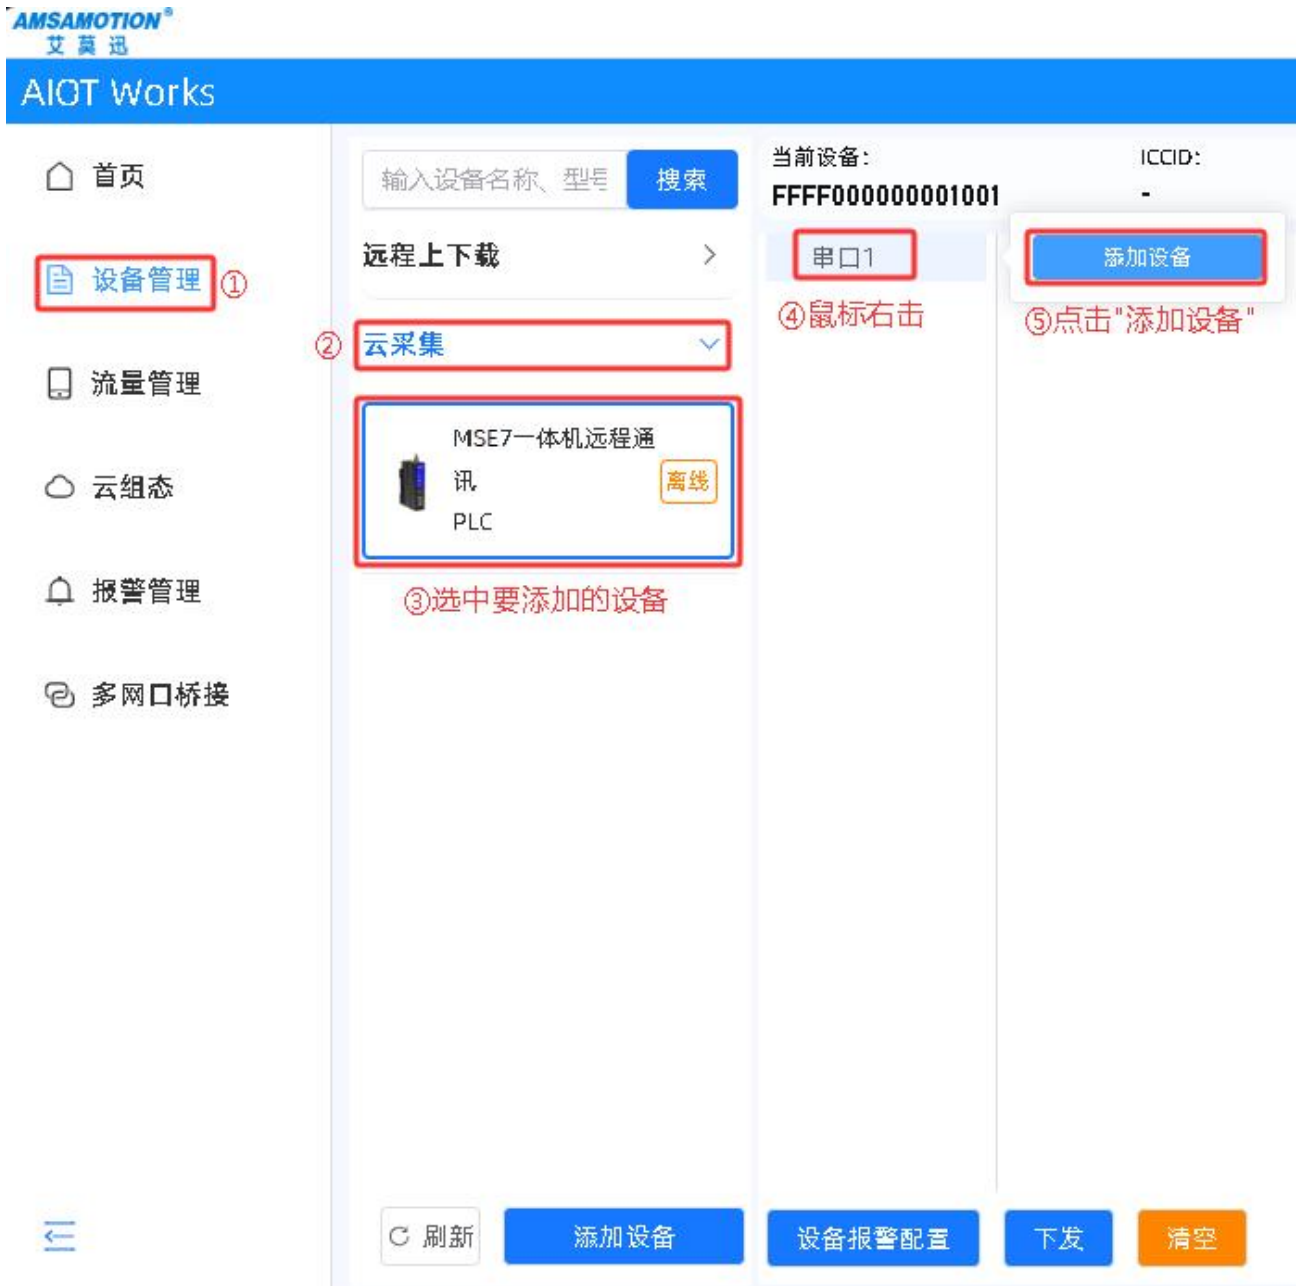 AMSAMOTION®
艾莫迅
AIOT Works
首页
设备管理
①
流量管理
云组态
报警管理
多网口桥接
输入设备名称、型号
搜索
远程上下载
②
云采集
MSE7一体机远程通
讯
PLC
离线
③选中要添加的设备
当前设备:
FFFF000000001001
ICCID:
-
串口1
添加设备
④鼠标右击
⑤点击"添加设备"
刷新
添加设备
设备报警配置
下发
清空